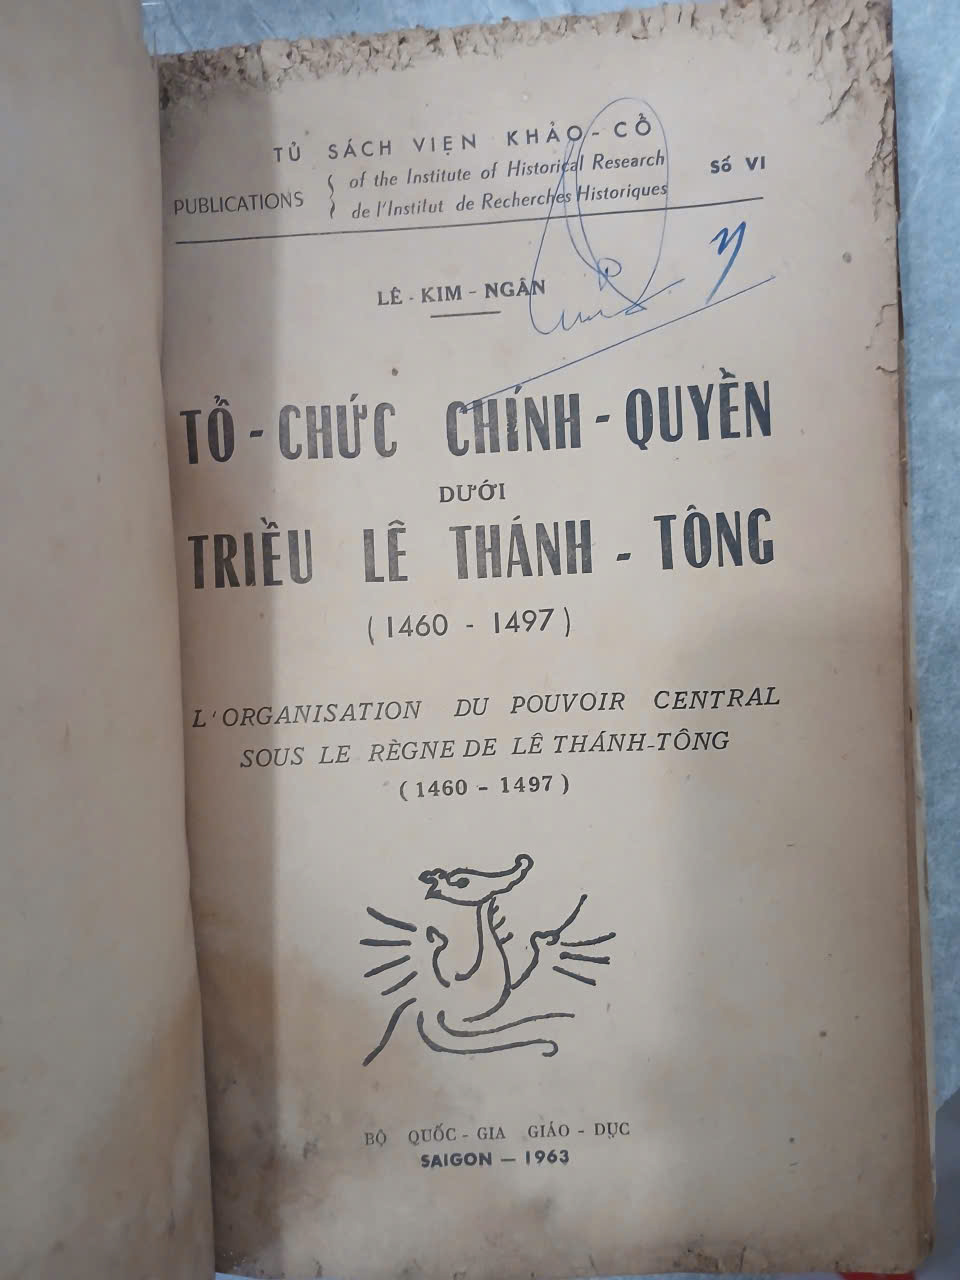 TỦ SÁCH VIỆN KHẢO-CỔ
PUBLICATIONS { of the Institute of Historical Research
de l'Institut de Recherches Historiques
Số VI
LÊ - KIM - NGÂN
TỔ - CHỨC CHÍNH - QUYỀN
DƯỚI
TRIỀU LÊ THÁNH - TÔNG
( 1460 - 1497 )
L'ORGANISATION DU POUVOIR CENTRAL
SOUS LE RÈGNE DE LÊ THÁNH-TÔNG
( 1460 - 1497 )
BỘ QUỐC - GIA GIÁO - DỤC
SAIGON — 1963